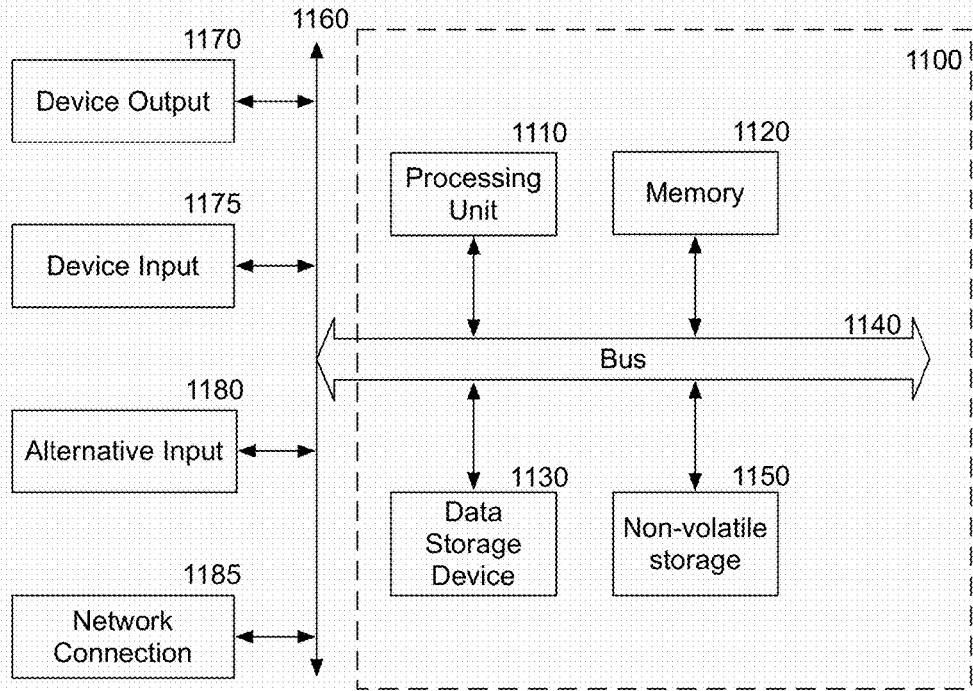 1160
1170
1100
Device Output
1110
1120
Processing
Unit
Memory
1175
Device Input
1140
Bus
1180
Alternative Input
1130
1150
Data
Storage
Device
Non-volatile
storage
1185
Network
Connection